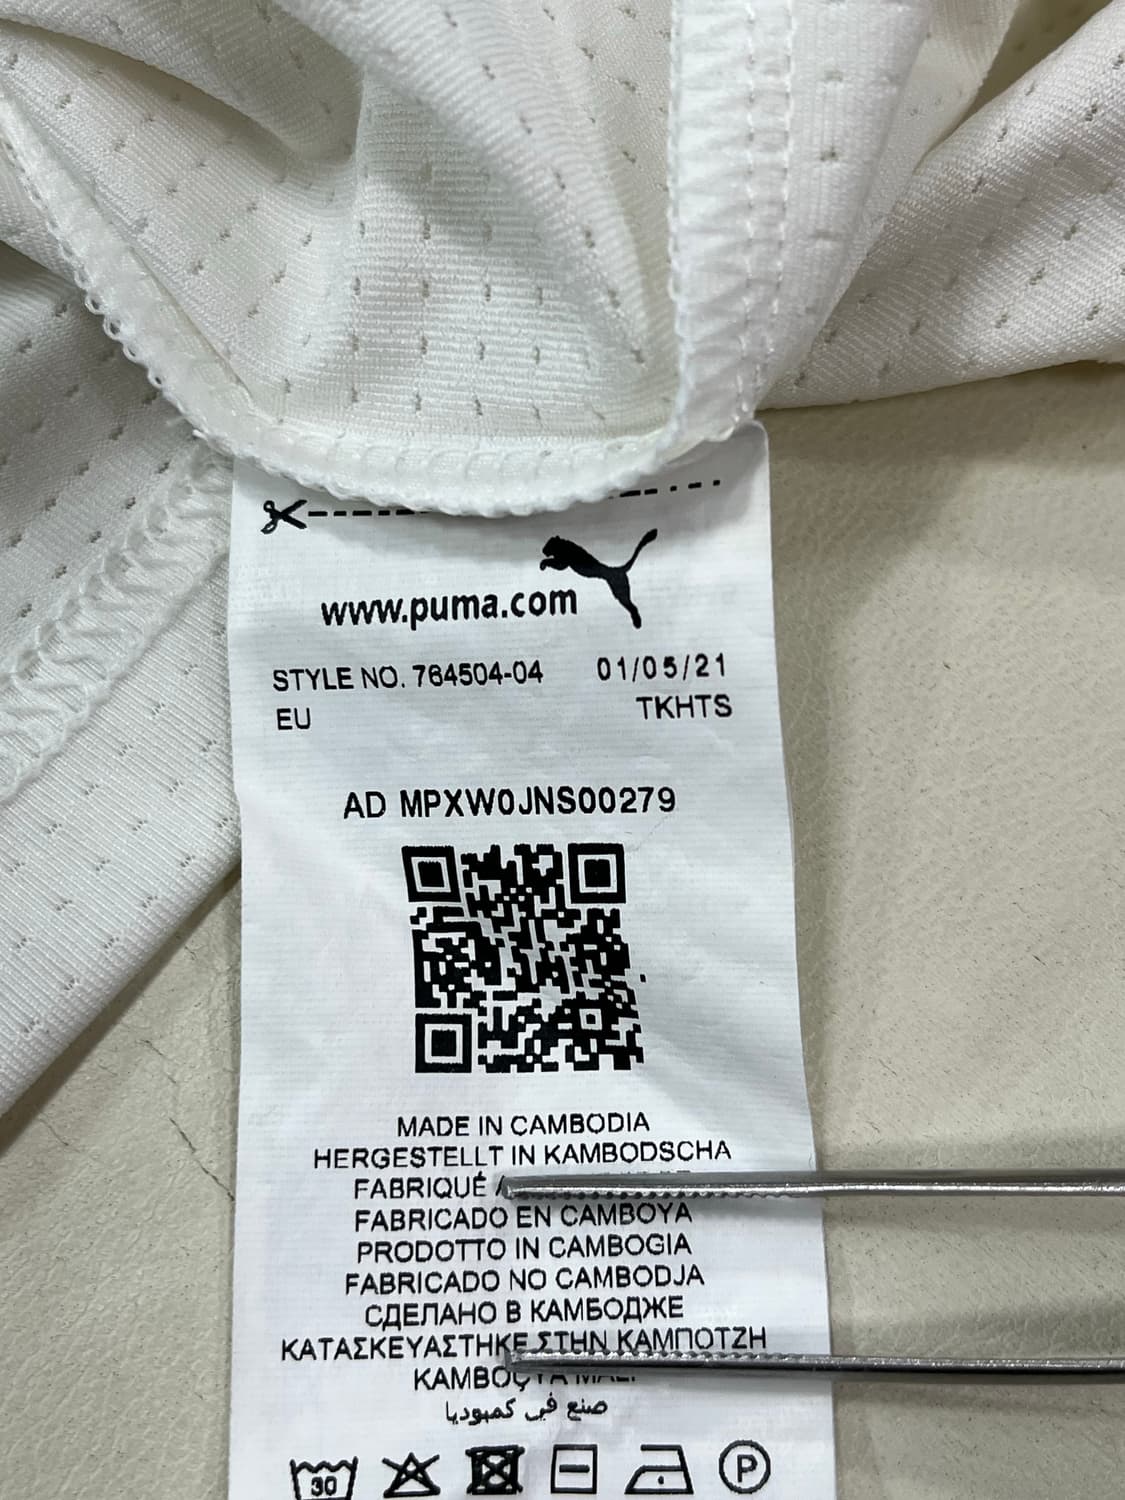 www.puma.com
STYLE NO. 764504-04 01/05/21
EU TKHTS
AD MPXW0JNS00279
MADE IN CAMBODIA
HERGESTELLT IN KAMBODSCHA
FABRIQUÉ
FABRICADO EN CAMBOYA
PRODOTTO IN CAMBOGIA
FABRICADO NO CAMBODJA
СДЕЛАНО В КАМБОДЖЕ
ΚΑΤΑΣΚΕΥΑΣΤΗΚΕ ΣΤΗΝ ΚΑΜΠΟΤΖΗ
صنع في كمبوديا
30
P